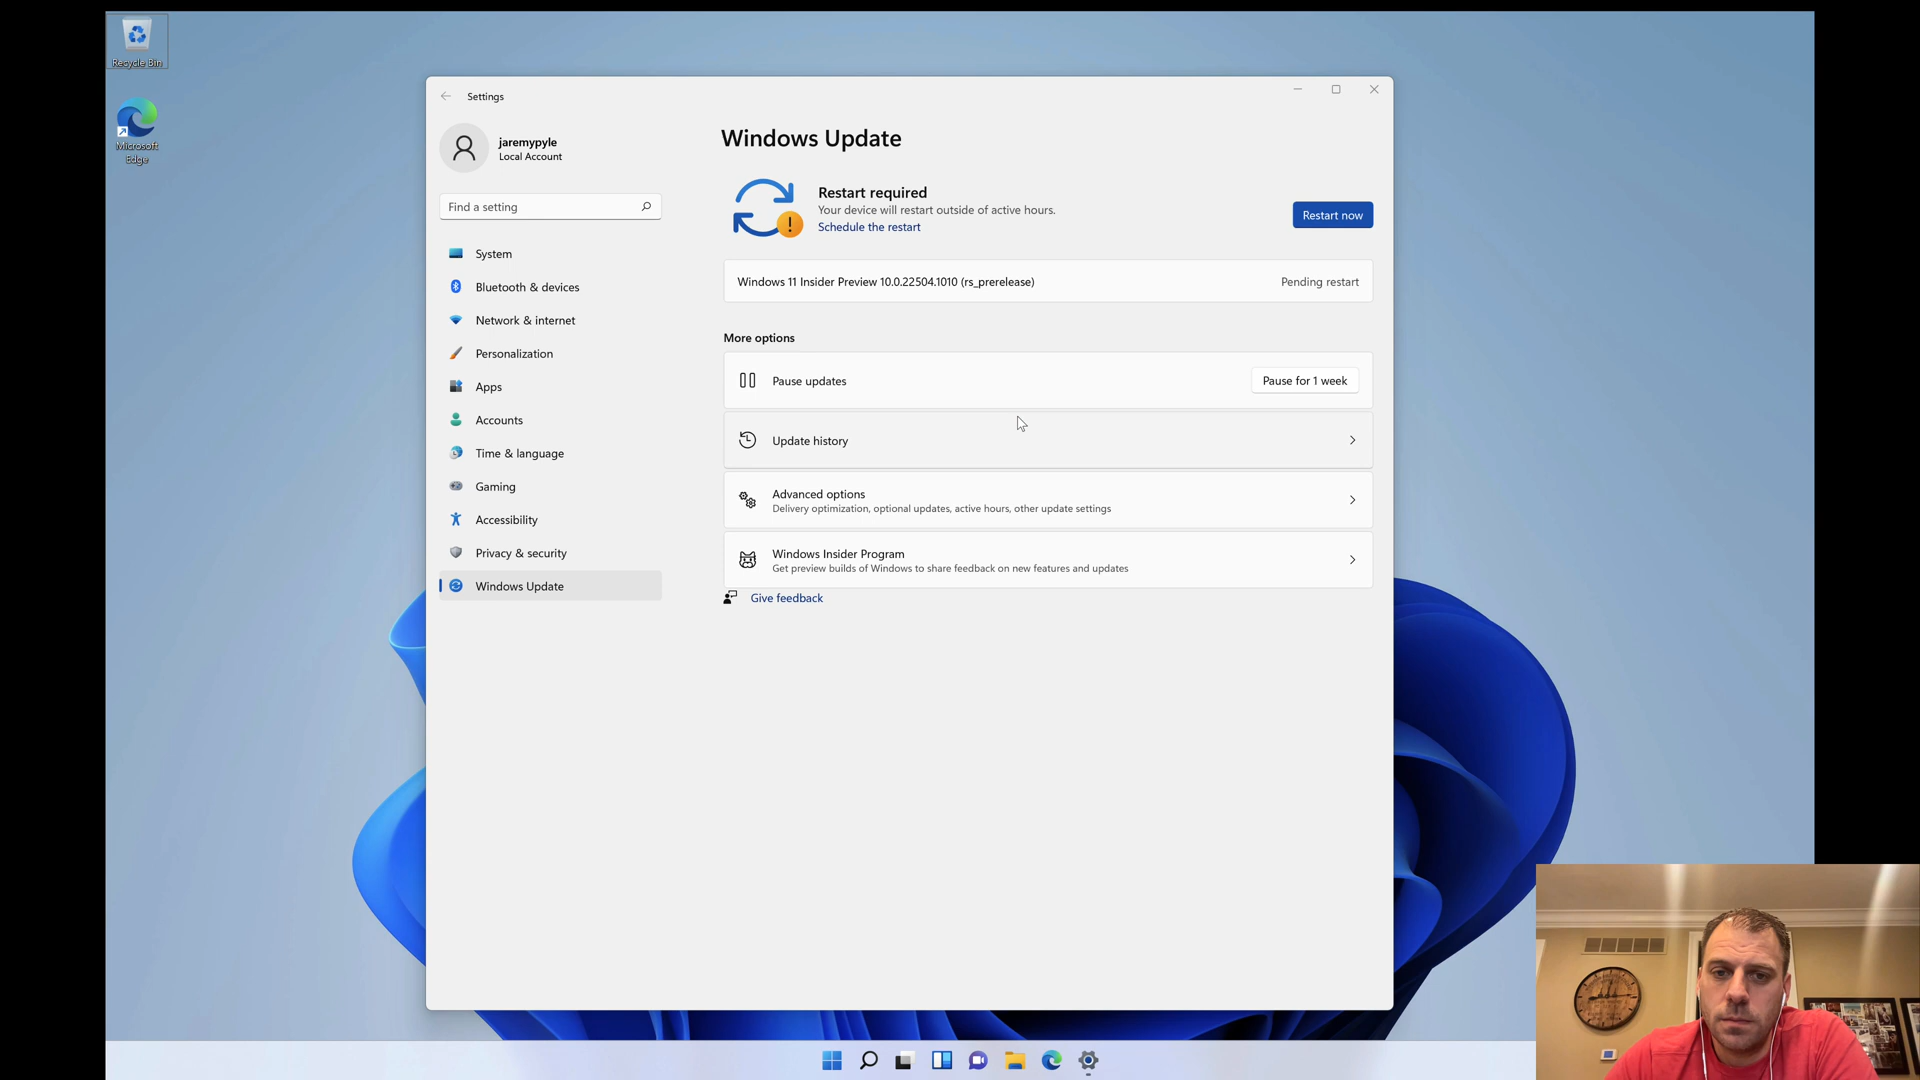 Recycle Bin
Microsoft
Edge
Settings
jaremypyle
Local Account
Find a setting
System
Bluetooth & devices
Network & internet
Personalization
Apps
Accounts
Time & language
Gaming
Accessibility
Privacy & security
Windows Update
Windows Update
Restart required
Your device will restart outside of active hours.
Schedule the restart
Restart now
Windows 11 Insider Preview 10.0.22504.1010 (rs_prerelease)
Pending restart
More options
Pause updates
Pause for 1 week
Update history
Advanced options
Delivery optimization, optional updates, active hours, other update settings
Windows Insider Program
Get preview builds of Windows to share feedback on new features and updates
Give feedback